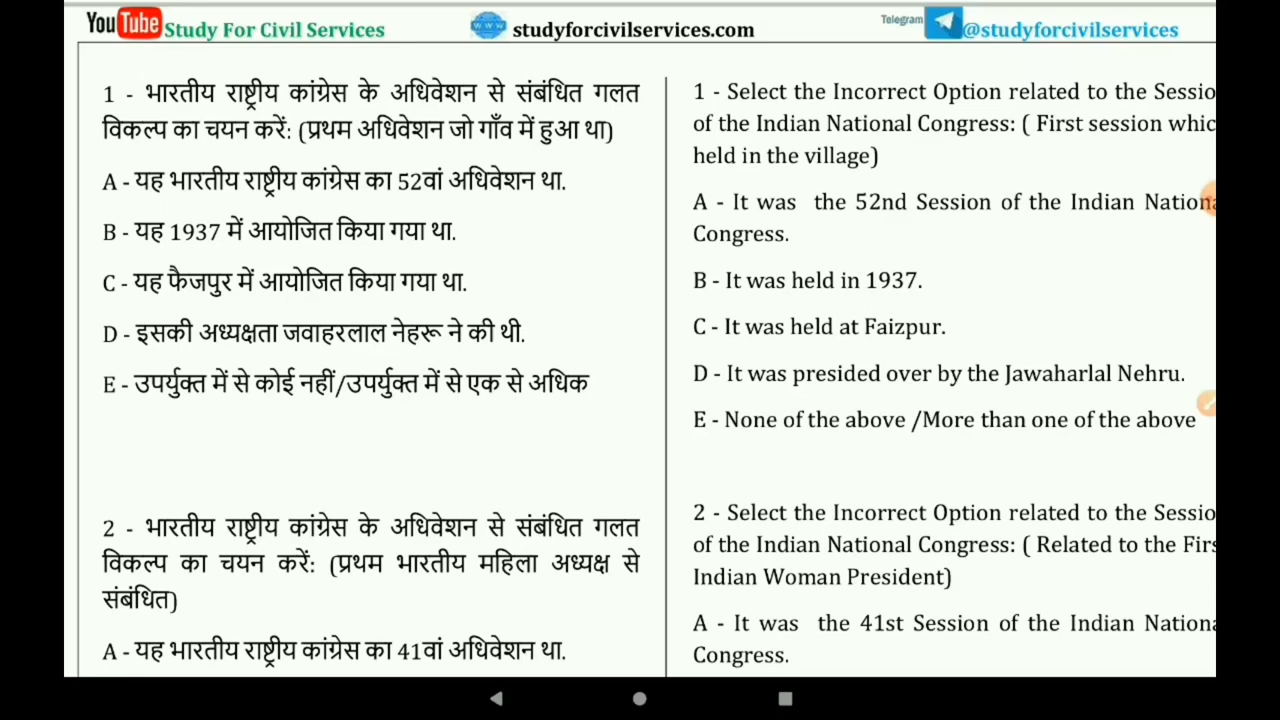 YouTube Study For Civil Services
WWW studyforcivilservices.com
Telegram @studyforcivilservices
1 - भारतीय राष्ट्रीय कांग्रेस के अधिवेशन से संबंधित गलत
विकल्प का चयन करें: (प्रथम अधिवेशन जो गाँव में हुआ था)
A - यह भारतीय राष्ट्रीय कांग्रेस का 52वां अधिवेशन था.
B - यह 1937 में आयोजित किया गया था.
C - यह फैजपुर में आयोजित किया गया था.
D - इसकी अध्यक्षता जवाहरलाल नेहरू ने की थी.
E - उपर्युक्त में से कोई नहीं/उपर्युक्त में से एक से अधिक
2 - भारतीय राष्ट्रीय कांग्रेस के अधिवेशन से संबंधित गलत
विकल्प का चयन करें: (प्रथम भारतीय महिला अध्यक्ष से
संबंधित)
A - यह भारतीय राष्ट्रीय कांग्रेस का 41वां अधिवेशन था.
1 - Select the Incorrect Option related to the Sessio
of the Indian National Congress: ( First session whic
held in the village)
A - It was the 52nd Session of the Indian Nationa
Congress.
B - It was held in 1937.
C - It was held at Faizpur.
D - It was presided over by the Jawaharlal Nehru.
E - None of the above /More than one of the above
2 - Select the Incorrect Option related to the Sessio
of the Indian National Congress: ( Related to the Firs
Indian Woman President)
A - It was the 41st Session of the Indian Nationa
Congress.